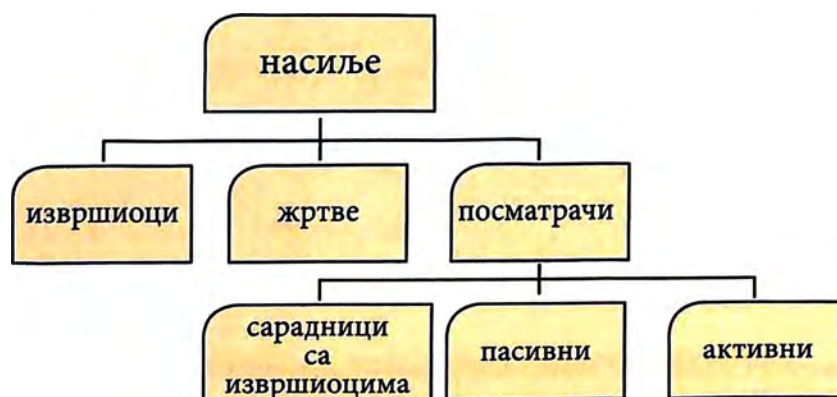 насиље
извршиоци
жртве
посматрачи
сарадници
са
извршиоцима
пасивни
активни